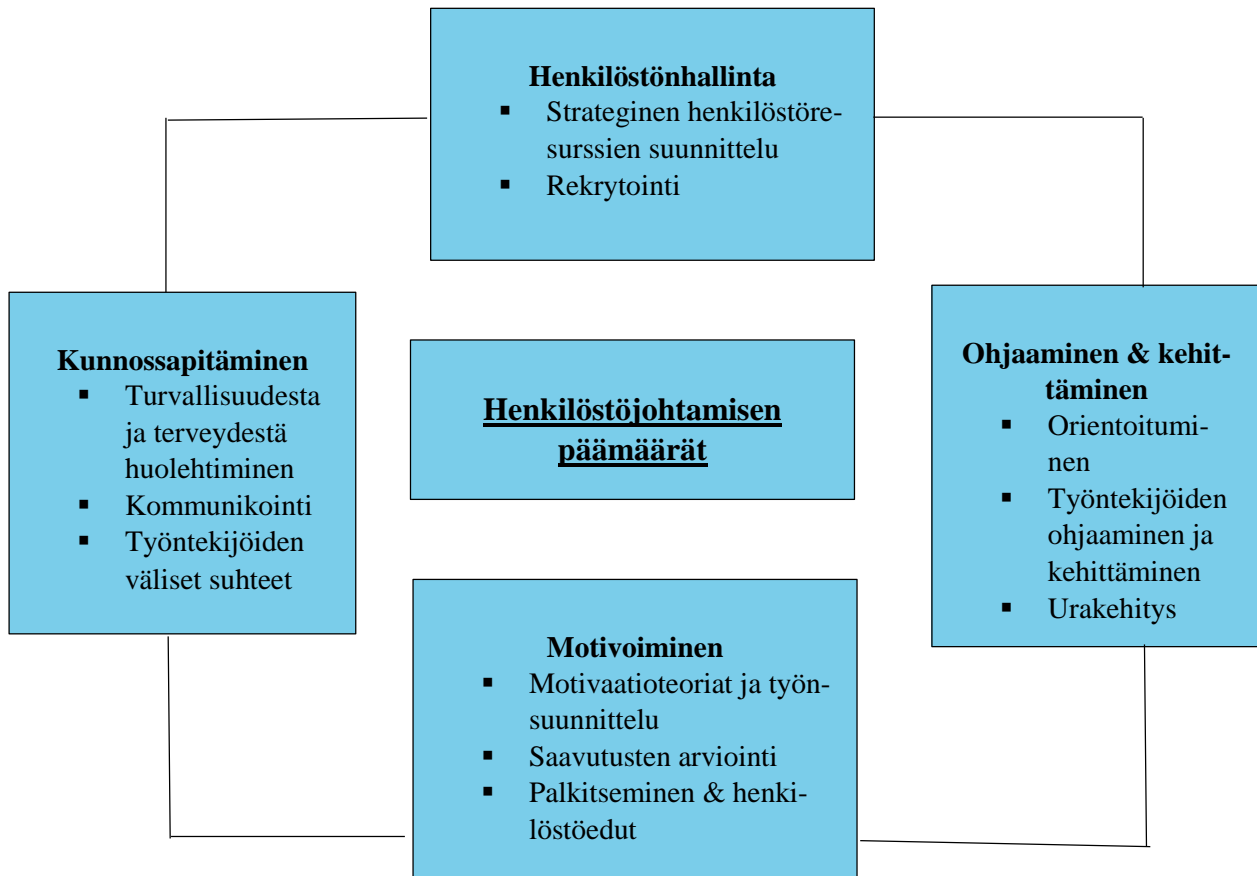 Henkilöstönhallinta
▪ Strateginen henkilöstöre-
surssien suunnittelu
▪ Rekrytointi
Kunnossapitäminen
▪ Turvallisuudesta
ja terveydestä
huolehtiminen
▪ Kommunikointi
▪ Työntekijöiden
väliset suhteet
Henkilöstöjohtamisen
päämäärät
Ohjaaminen & kehit-
täminen
▪ Orientoitumi-
nen
▪ Työntekijöiden
ohjaaminen ja
kehittäminen
▪ Urakehitys
Motivoiminen
▪ Motivaatioteoriat ja työn-
suunnittelu
▪ Saavutusten arviointi
▪ Palkitseminen & henki-
löstöedut